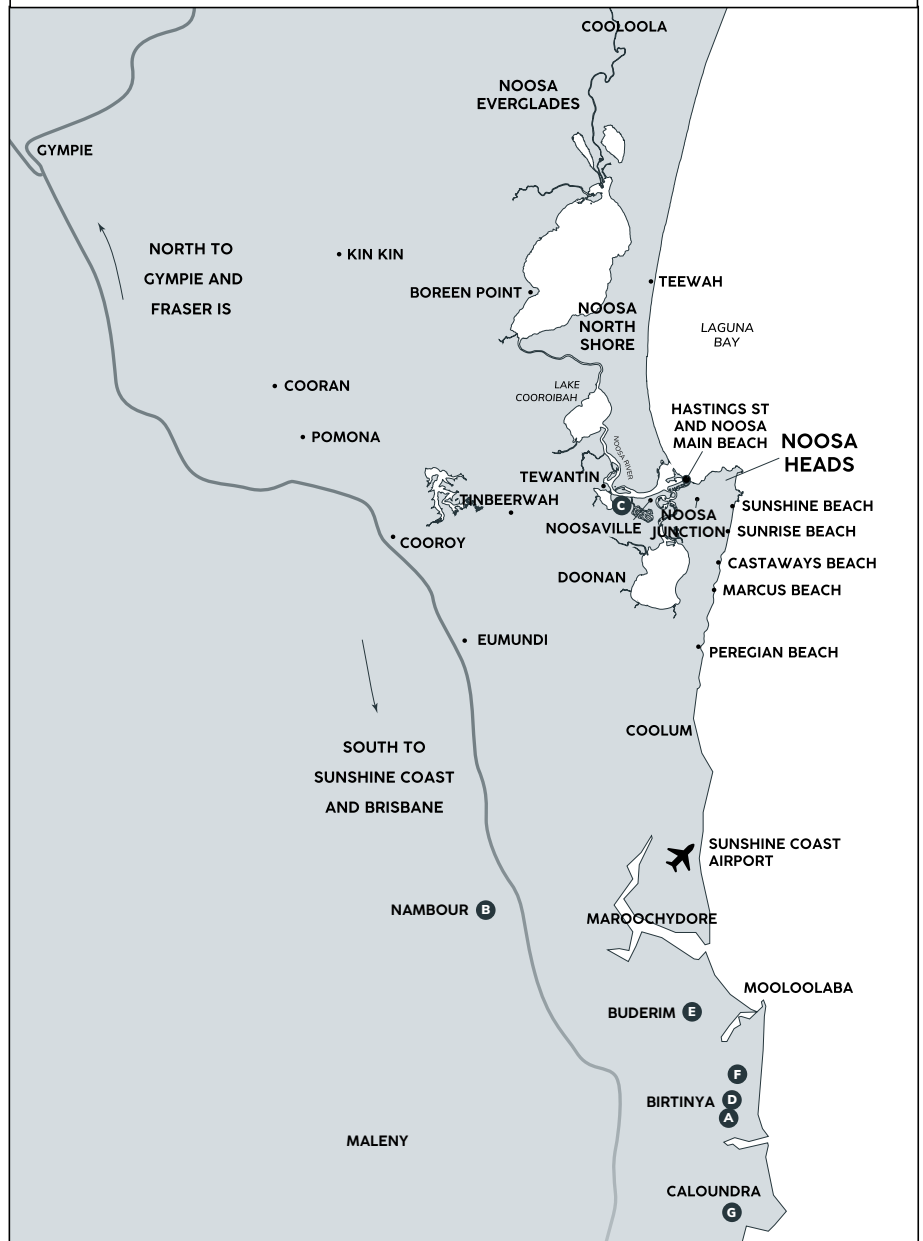 COOLOOLA
NOOSA
EVERGLADES
GYMPIE
NORTH TO
GYMPIE AND
FRASER IS
KIN KIN
BOREEN POINT
TEEWAH
NOOSA
NORTH
SHORE
LAGUNA
BAY
COORAN
LAKE
COOROIBAH
POMONA
HASTINGS ST
AND NOOSA
MAIN BEACH
NOOSA
HEADS
NOOSA RIVER
TEWANTIN
TINBEERWAH
C
NOOSAVILLE
NOOSA
JUNCTION
SUNSHINE BEACH
SUNRISE BEACH
COOROY
CASTAWAYS BEACH
DOONAN
MARCUS BEACH
EUMUNDI
PEREGIAN BEACH
COOLUM
SOUTH TO
SUNSHINE COAST
AND BRISBANE
SUNSHINE COAST
AIRPORT
NAMBOUR B
MAROOCHYDORE
MOOLOOLABA
BUDERIM E
F
BIRTINYA D
A
MALENY
CALOUNDRA
G